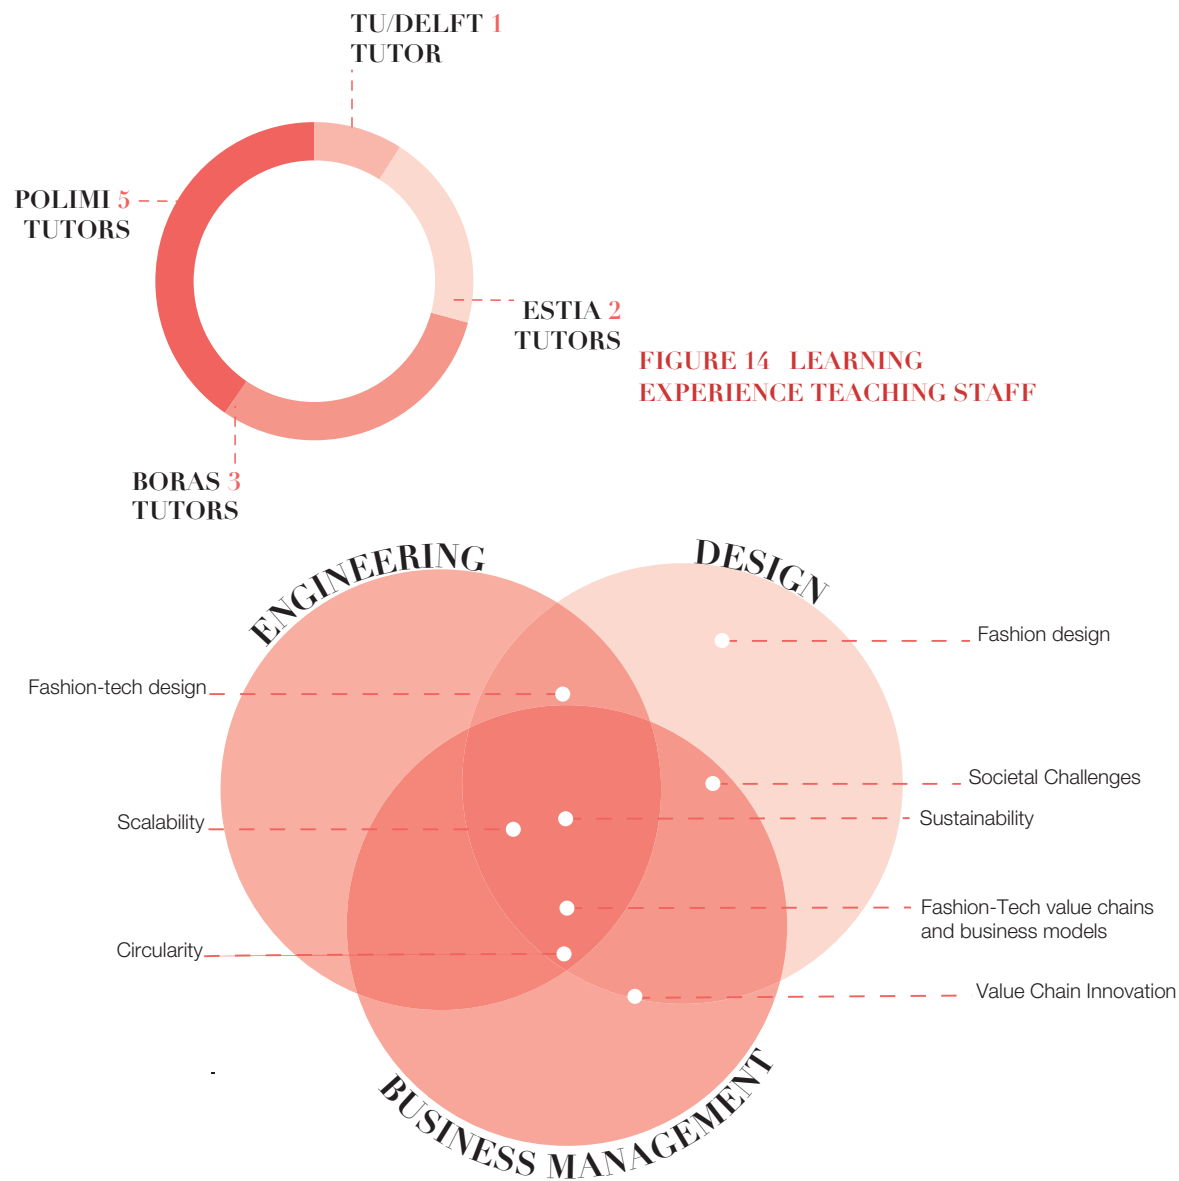 TU/DELFT 1
TUTOR
POLIMI 5
TUTORS
ESTIA 2
TUTORS
FIGURE 14 LEARNING
EXPERIENCE TEACHING STAFF
BORAS 3
TUTORS
ENGINEERING
DESIGN
Fashion design
Fashion-tech design
Societal Challenges
Scalability
Sustainability
Fashion-Tech value chains
and business models
Circularity
Value Chain Innovation
-
BUSINESS MANAGEMENT